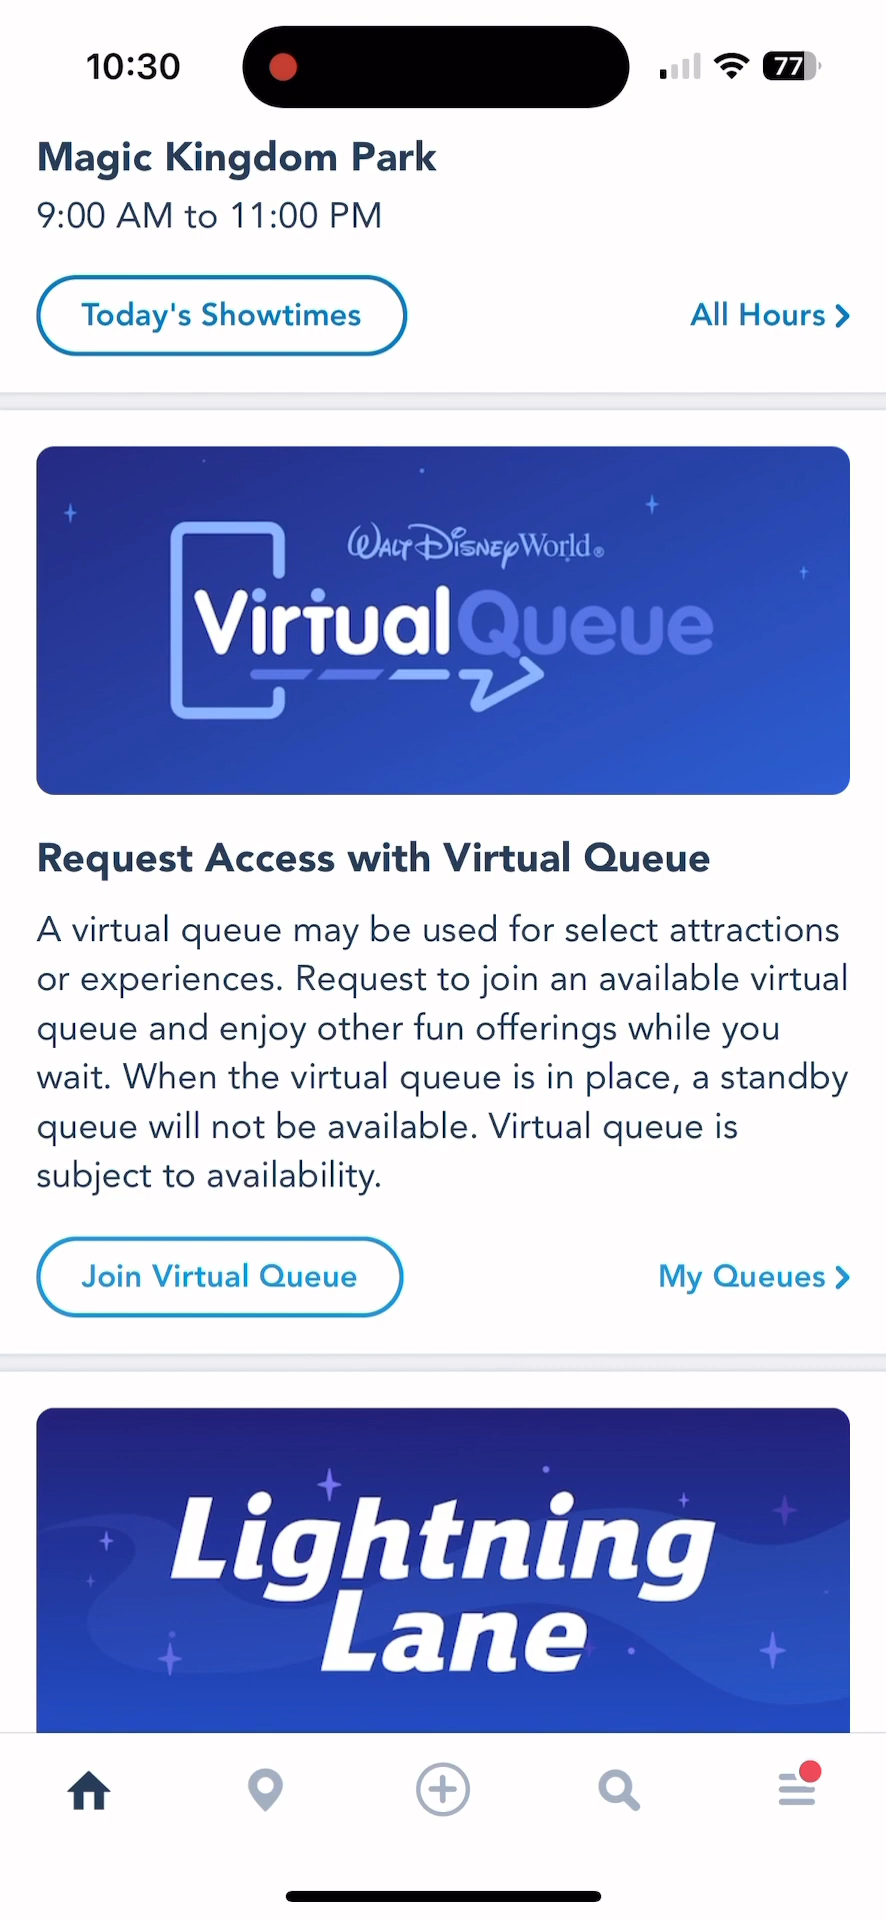 10:30
77
Magic Kingdom Park
9:00 AM to 11:00 PM
Today's Showtimes
All Hours
Walt Disney World®
Virtual Queue
Request Access with Virtual Queue
A virtual queue may be used for select attractions
or experiences. Request to join an available virtual
queue and enjoy other fun offerings while you
wait. When the virtual queue is in place, a standby
queue will not be available. Virtual queue is
subject to availability.
Join Virtual Queue
My Queues
Lightning
Lane